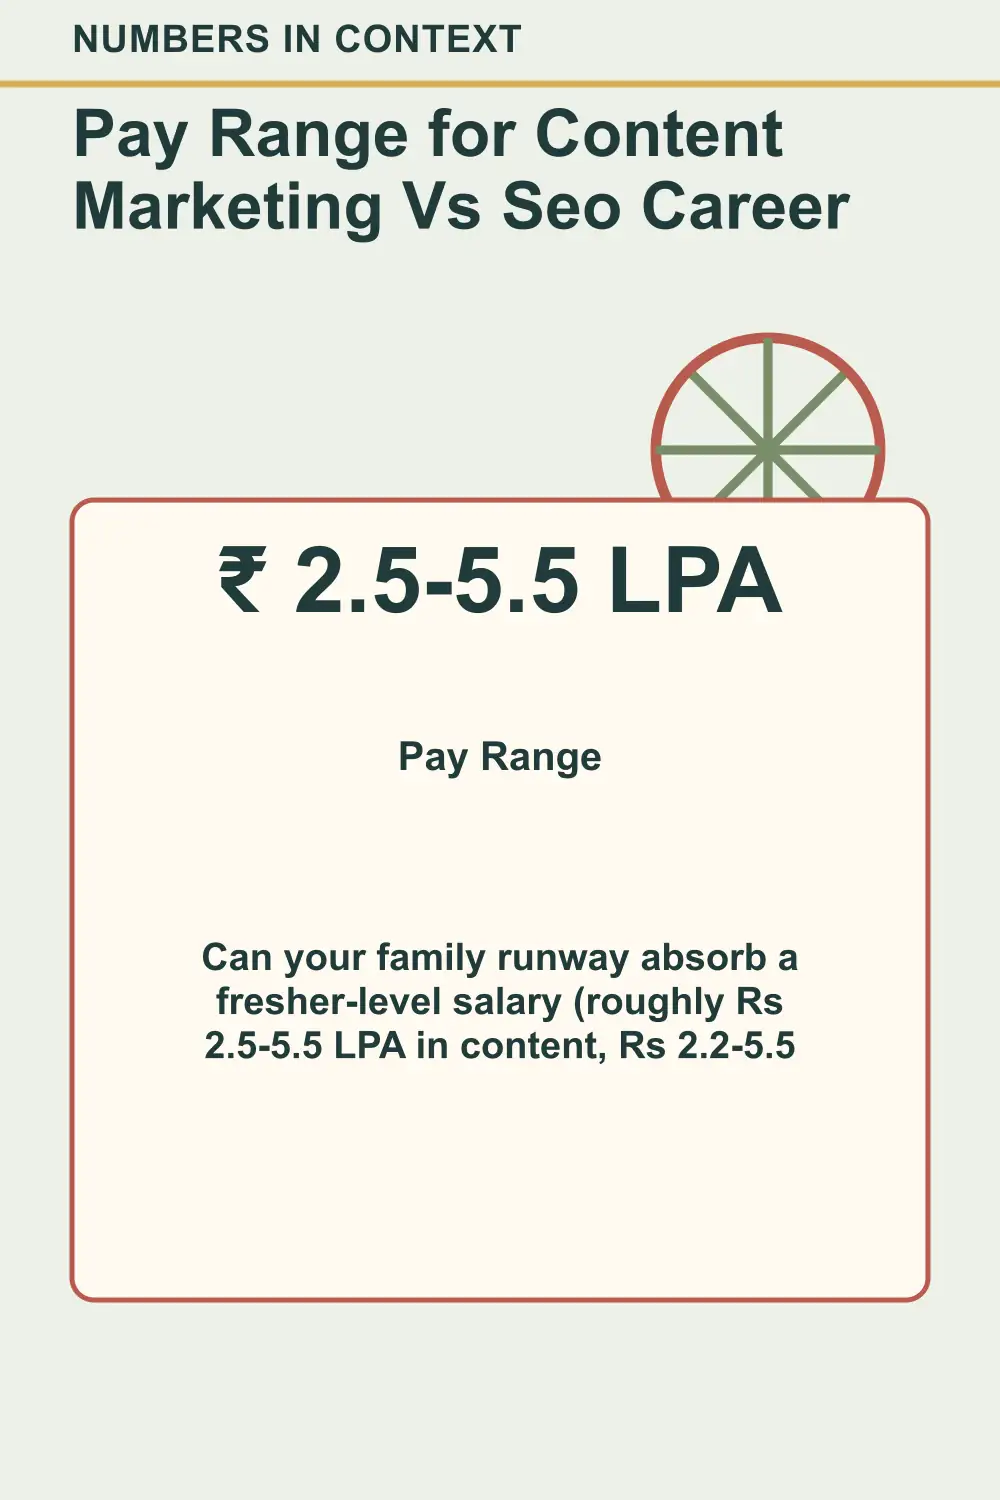 NUMBERS IN CONTEXT
Pay Range for Content
Marketing Vs Seo Career
₹ 2.5-5.5 LPA
Pay Range
Can your family runway absorb a
fresher-level salary (roughly Rs
2.5-5.5 LPA in content, Rs 2.2-5.5